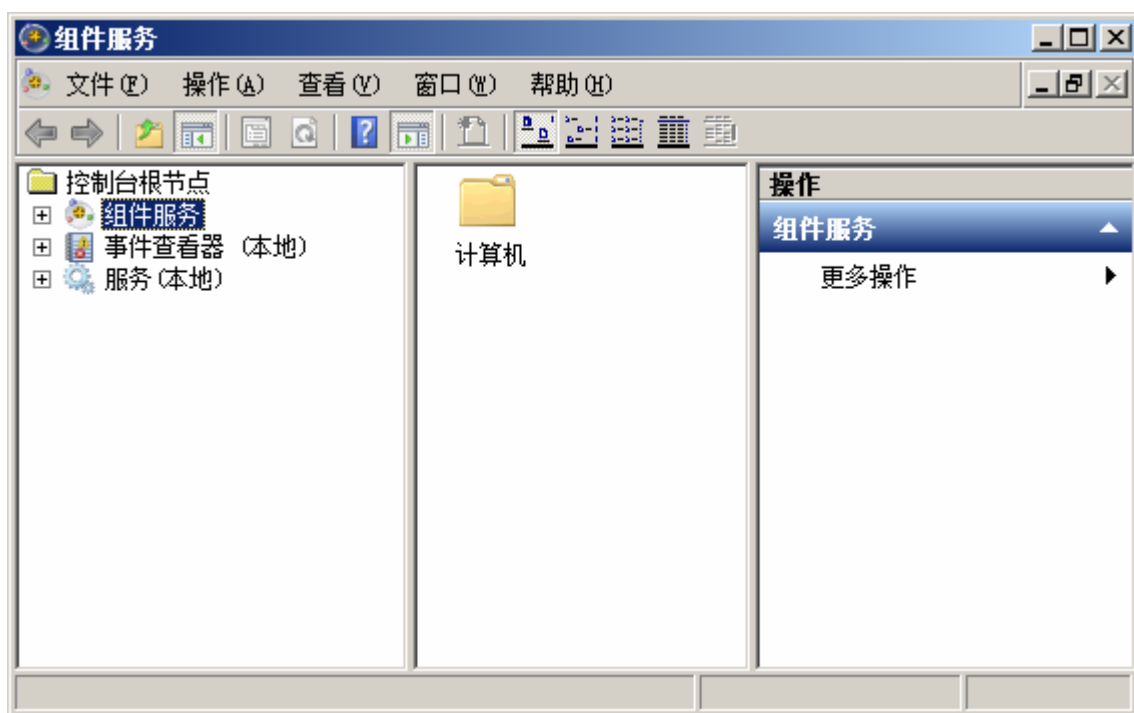 组件服务
文件(F) 操作(A) 查看(V) 窗口(W) 帮助(H)
控制台根节点
组件服务
事件查看器 (本地)
服务(本地)
计算机
操作
组件服务
更多操作